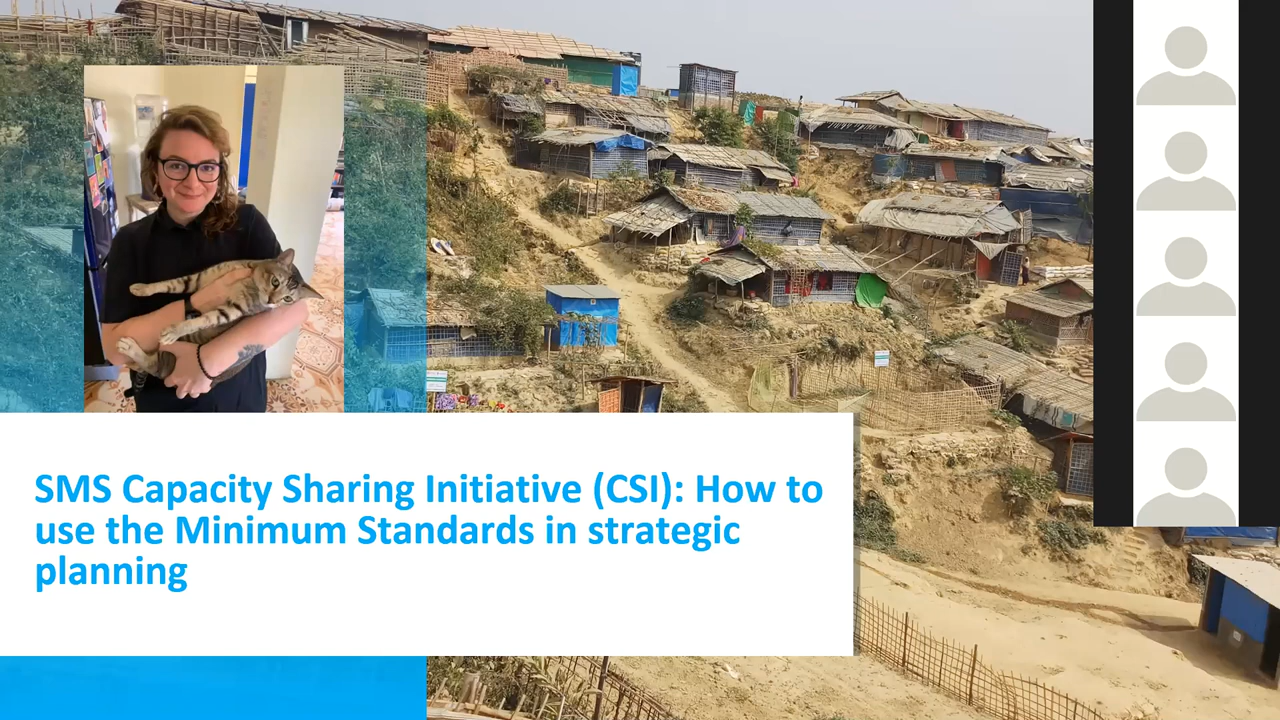 SMS Capacity Sharing Initiative (CSI): How to
use the Minimum Standards in strategic
planning